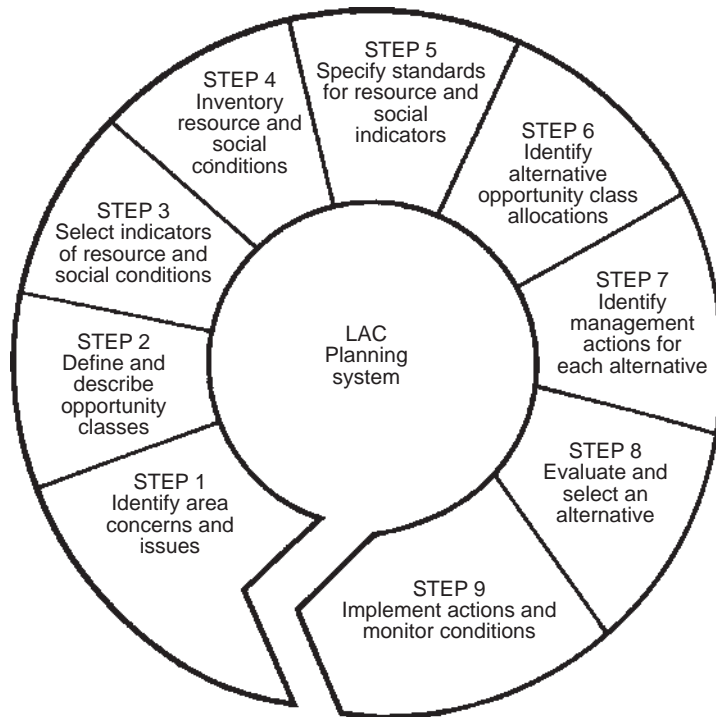 LAC
Planning
system
STEP 1
Identify area
concerns and
issues
STEP 2
Define and
describe
opportunity
classes
STEP 3
Select indicators
of resource and
social conditions
STEP 4
Inventory
resource and
social
conditions
STEP 5
Specify standards
for resource and
social
indicators
STEP 6
Identify
alternative
opportunity class
allocations
STEP 7
Identify
management
actions for
each alternative
STEP 8
Evaluate and
select an
alternative
STEP 9
Implement actions and
monitor conditions